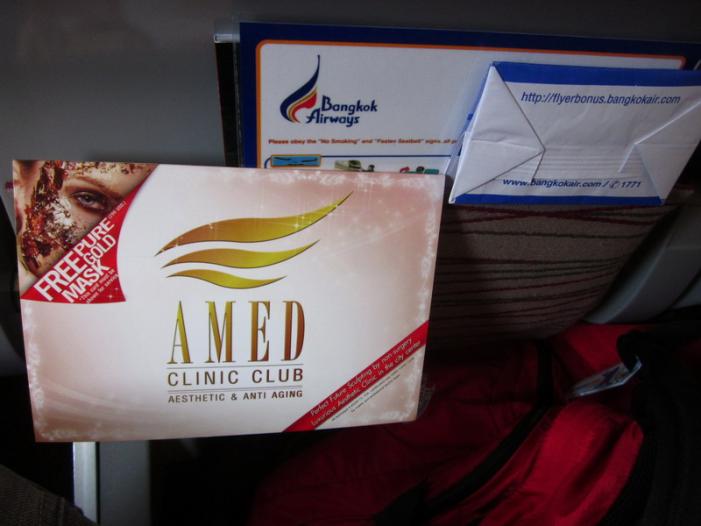 Bangkok
Airways
Please obey the "No Smoking" and "Fasten Seatbelt" signs,
http://flyerbonus.bangkokair.com
www.bangkokair.com / ✆ 1771
FREE PURE
GOLD
MASK
AMED
CLINIC CLUB
AESTHETIC & ANTI AGING
Perfect Future Sculpting by non surgery
Luxurious Aesthetic Clinic in the city center